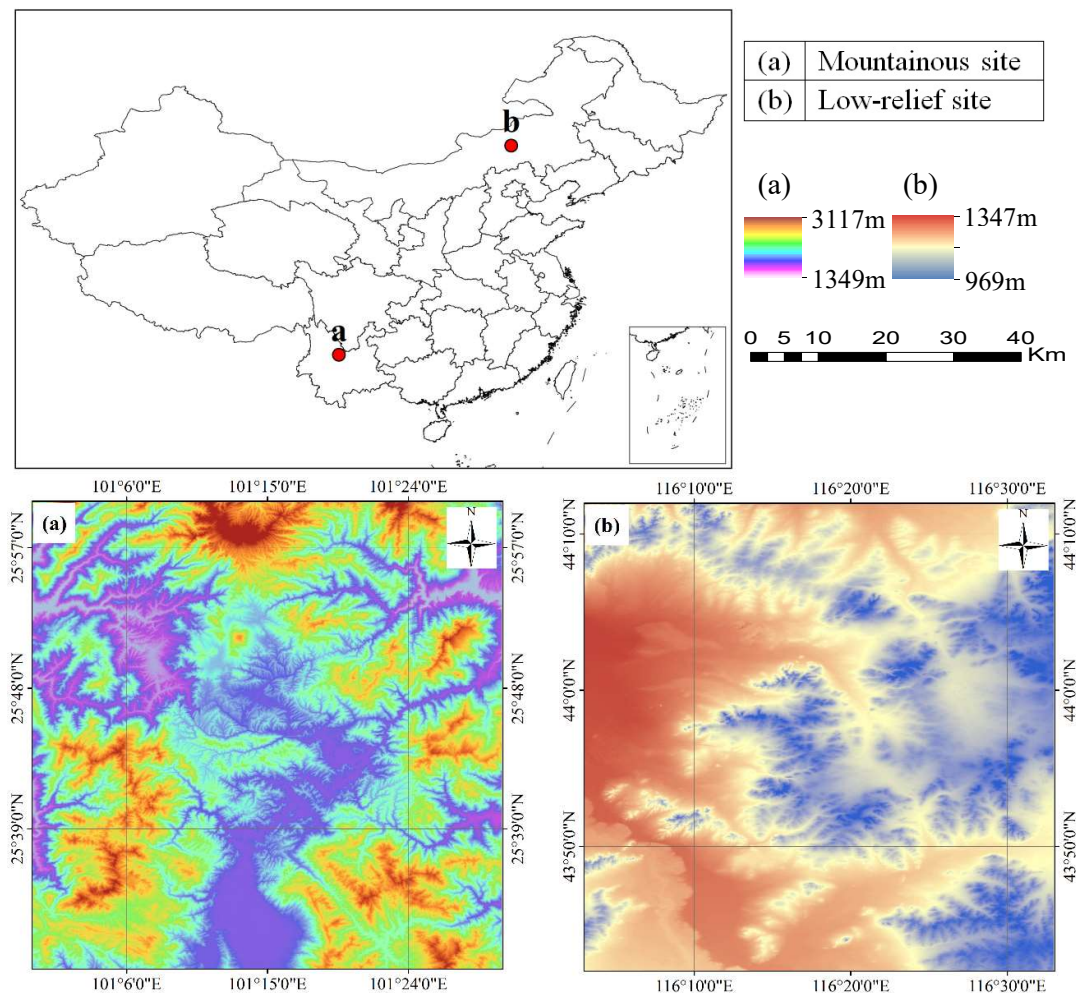 b
a
(a) Mountainous site
(b) Low-relief site
(a) (b)
3117m 1347m
1349m 969m
0 5 10 20 30 40
Km
101°6'0"E 101°15'0"E 101°24'0"E
116°10'0"E 116°20'0"E 116°30'0"E
(a)
N
(b)
N
25°57'0"N 25°57'0"N
25°48'0"N 25°48'0"N
25°39'0"N 25°39'0"N
44°10'0"N 44°10'0"N
44°0'0"N 44°0'0"N
43°50'0"N 43°50'0"N
101°6'0"E 101°15'0"E 101°24'0"E
116°10'0"E 116°20'0"E 116°30'0"E